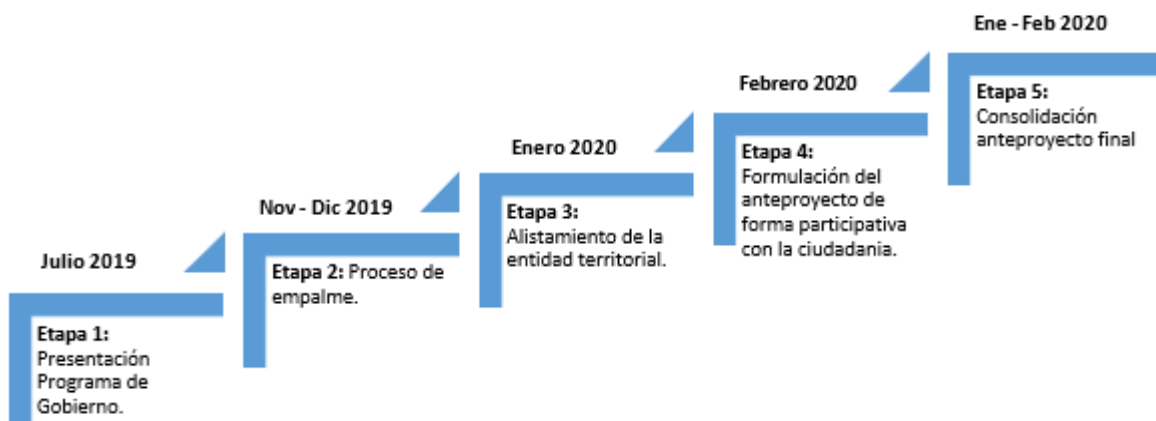 Julio 2019
Etapa 1:
Presentación
Programa de
Gobierno.
Nov - Dic 2019
Etapa 2: Proceso de
empalme.
Enero 2020
Etapa 3:
Alistamiento de la
entidad territorial.
Febrero 2020
Etapa 4:
Formulación del
anteproyecto de
forma participativa
con la ciudadania.
Ene - Feb 2020
Etapa 5:
Consolidación
anteproyecto final